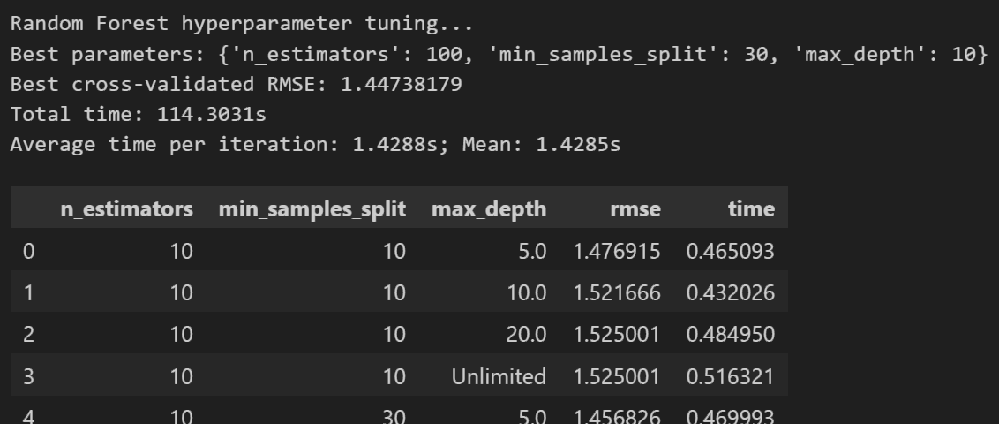 Random Forest hyperparameter tuning...
Best parameters: {'n_estimators': 100, 'min_samples_split': 30, 'max_depth': 10}
Best cross-validated RMSE: 1.44738179
Total time: 114.3031s
Average time per iteration: 1.4288s; Mean: 1.4285s
n_estimators min_samples_split max_depth rmse time
0 10 10 5.0 1.476915 0.465093
1 10 10 10.0 1.521666 0.432026
2 10 10 20.0 1.525001 0.484950
3 10 10 Unlimited 1.525001 0.516321
4 10 30 5.0 1.456826 0.469993